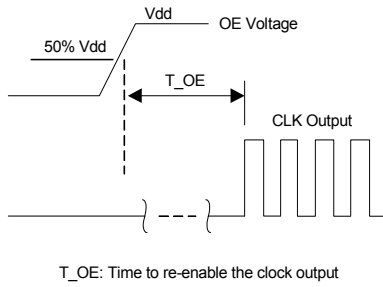 Vdd
OE Voltage
50% Vdd
T_OE
CLK Output
T_OE: Time to re-enable the clock output